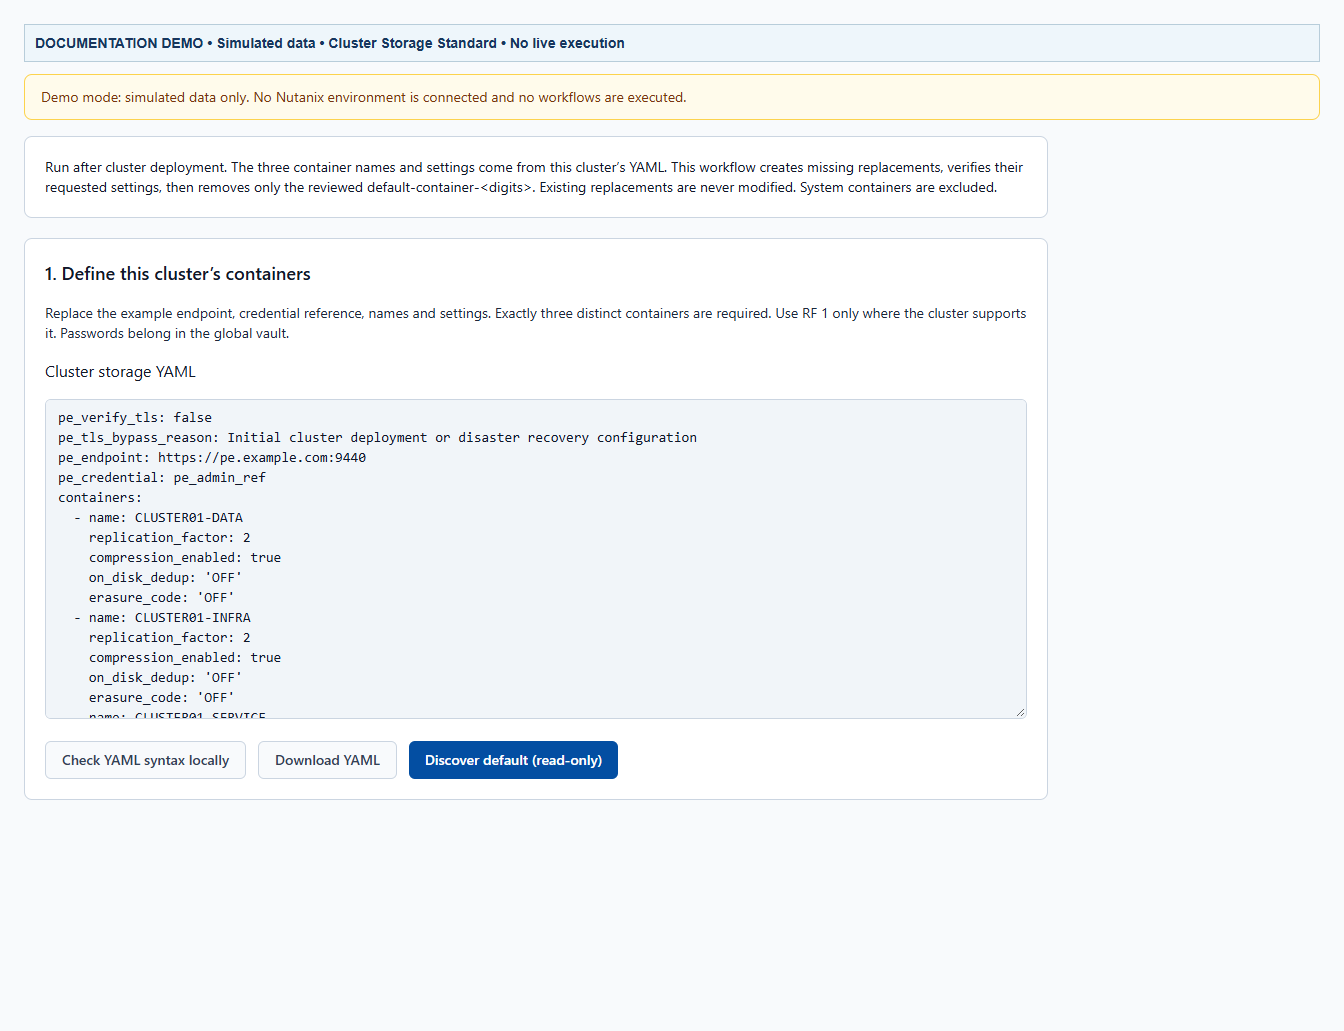 DOCUMENTATION DEMO • Simulated data • Cluster Storage Standard • No live execution
Demo mode: simulated data only. No Nutanix environment is connected and no workflows are executed.
Run after cluster deployment. The three container names and settings come from this cluster’s YAML. This workflow creates missing replacements, verifies their
requested settings, then removes only the reviewed default-container-<digits>. Existing replacements are never modified. System containers are excluded.
1. Define this cluster’s containers
Replace the example endpoint, credential reference, names and settings. Exactly three distinct containers are required. Use RF 1 only where the cluster supports
it. Passwords belong in the global vault.
Cluster storage YAML
pe_verify_tls: false
pe_tls_bypass_reason: Initial cluster deployment or disaster recovery configuration
pe_endpoint: https://pe.example.com:9440
pe_credential: pe_admin_ref
containers:
  - name: CLUSTER01-DATA
    replication_factor: 2
    compression_enabled: true
    on_disk_dedup: 'OFF'
    erasure_code: 'OFF'
  - name: CLUSTER01-INFRA
    replication_factor: 2
    compression_enabled: true
    on_disk_dedup: 'OFF'
    erasure_code: 'OFF'
    name: CLUSTER01-SERVICE
Check YAML syntax locally
Download YAML
Discover default (read-only)